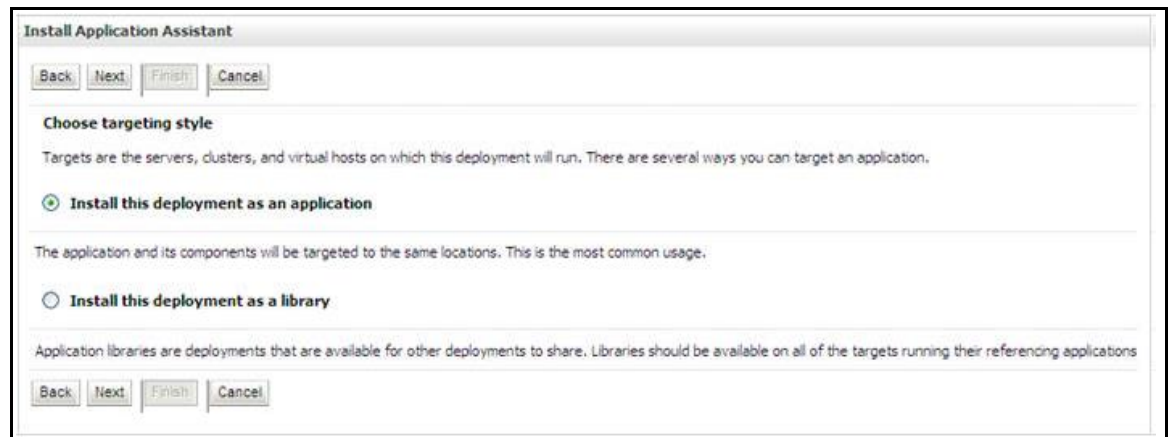 Install Application Assistant
Back Next Finish Cancel
Choose targeting style
Targets are the servers, clusters, and virtual hosts on which this deployment will run. There are several ways you can target an application.
Install this deployment as an application
The application and its components will be targeted to the same locations. This is the most common usage.
Install this deployment as a library
Application libraries are deployments that are available for other deployments to share. Libraries should be available on all of the targets running their referencing applications
Back Next Finish Cancel